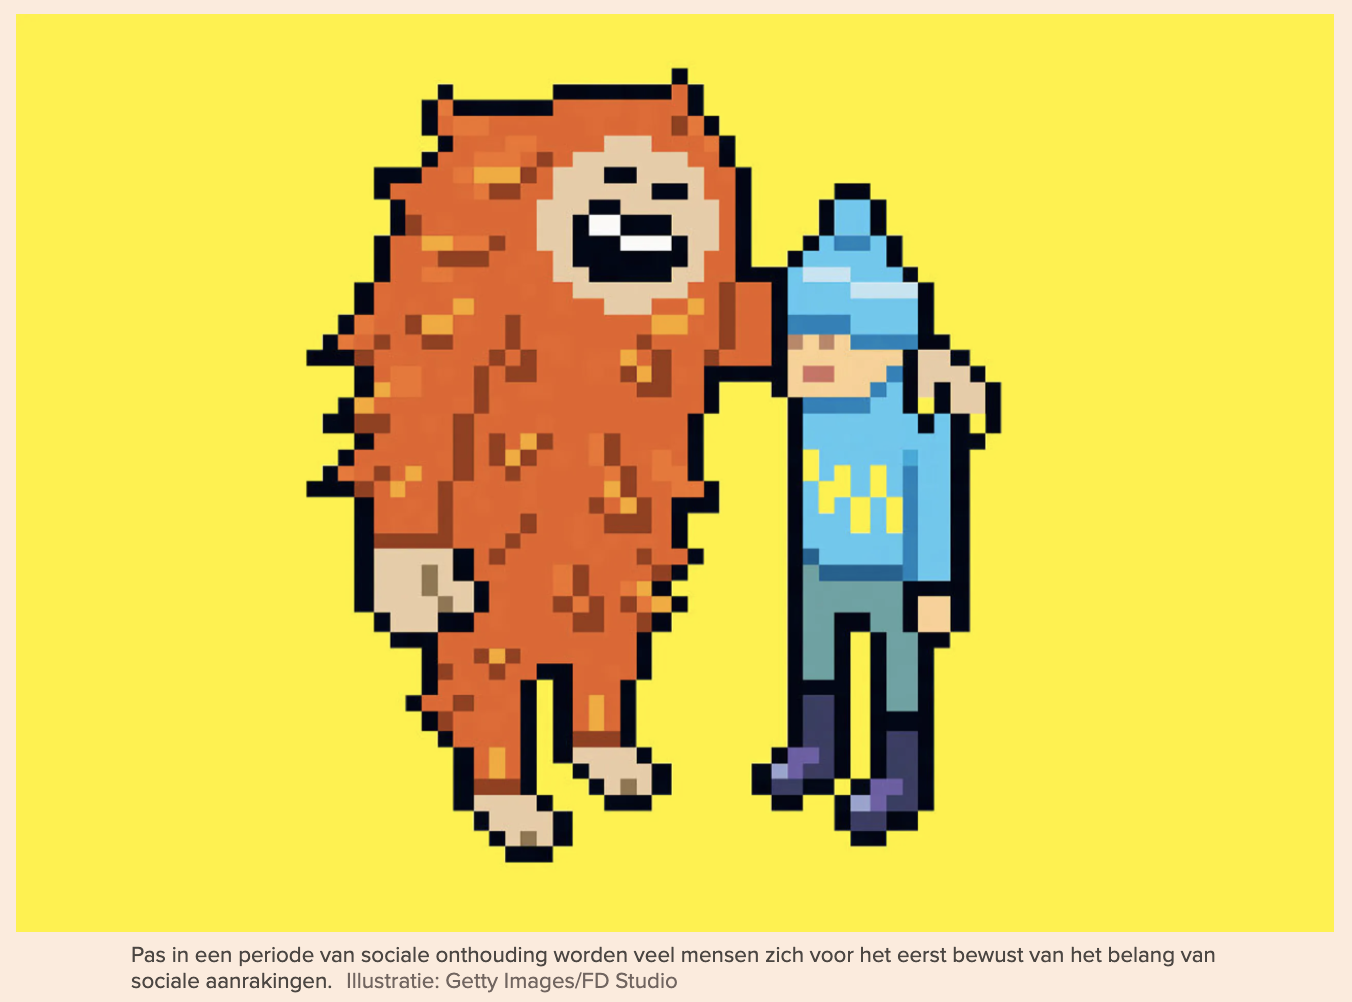 Pas in een periode van sociale onthouding worden veel mensen zich voor het eerst bewust van het belang van
sociale aanrakingen. Illustratie: Getty Images/FD Studio